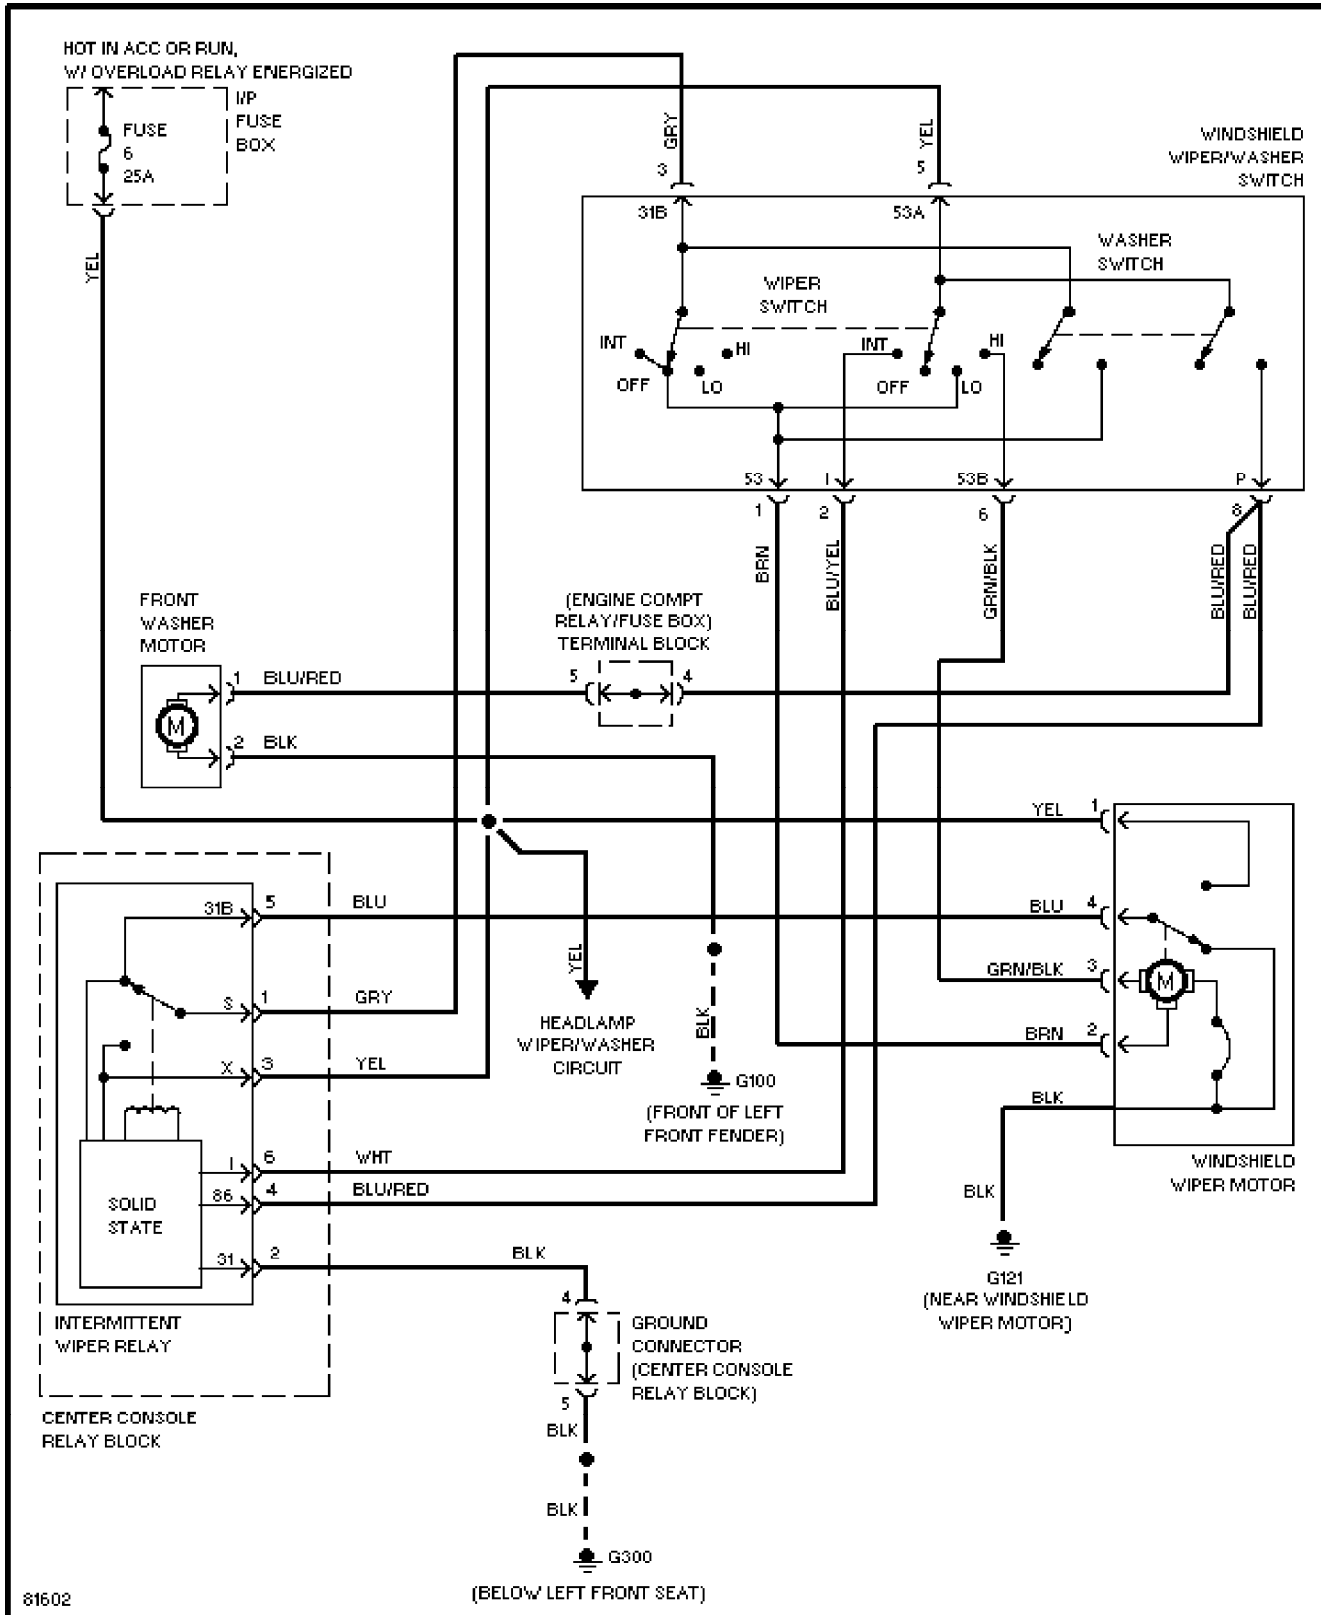 HOT IN ACC OR RUN,
W/ OVERLOAD RELAY ENERGIZED
I/P
FUSE
BOX
FUSE
6
25A
YEL
GRY
3
YEL
5
WINDSHIELD
WIPER/WASHER
SWITCH
31B
53A
WASHER
SWITCH
WIPER
SWITCH
INT
OFF
HI
LO
INT
OFF
HI
LO
53
I
53B
P
1
2
6
8
BRN
BLU/YEL
GRN/BLK
BLU/RED
BLU/RED
FRONT
WASHER
MOTOR
M
1
BLU/RED
2
BLK
(ENGINE COMPT
RELAY/FUSE BOX)
TERMINAL BLOCK
5
4
YEL
1
BLU
4
GRN/BLK
3
BRN
2
BLK
M
WINDSHIELD
WIPER MOTOR
BLK
G121
(NEAR WINDSHIELD
WIPER MOTOR)
31B
5
BLU
S
1
GRY
X
3
YEL
I
6
WHT
86
4
BLU/RED
31
2
BLK
SOLID
STATE
INTERMITTENT
WIPER RELAY
CENTER CONSOLE
RELAY BLOCK
YEL
HEADLAMP
WIPER/WASHER
CIRCUIT
BLK
G100
(FRONT OF LEFT
FRONT FENDER)
4
GROUND
CONNECTOR
(CENTER CONSOLE
RELAY BLOCK)
5
BLK
BLK
G300
(BELOW LEFT FRONT SEAT)
81602